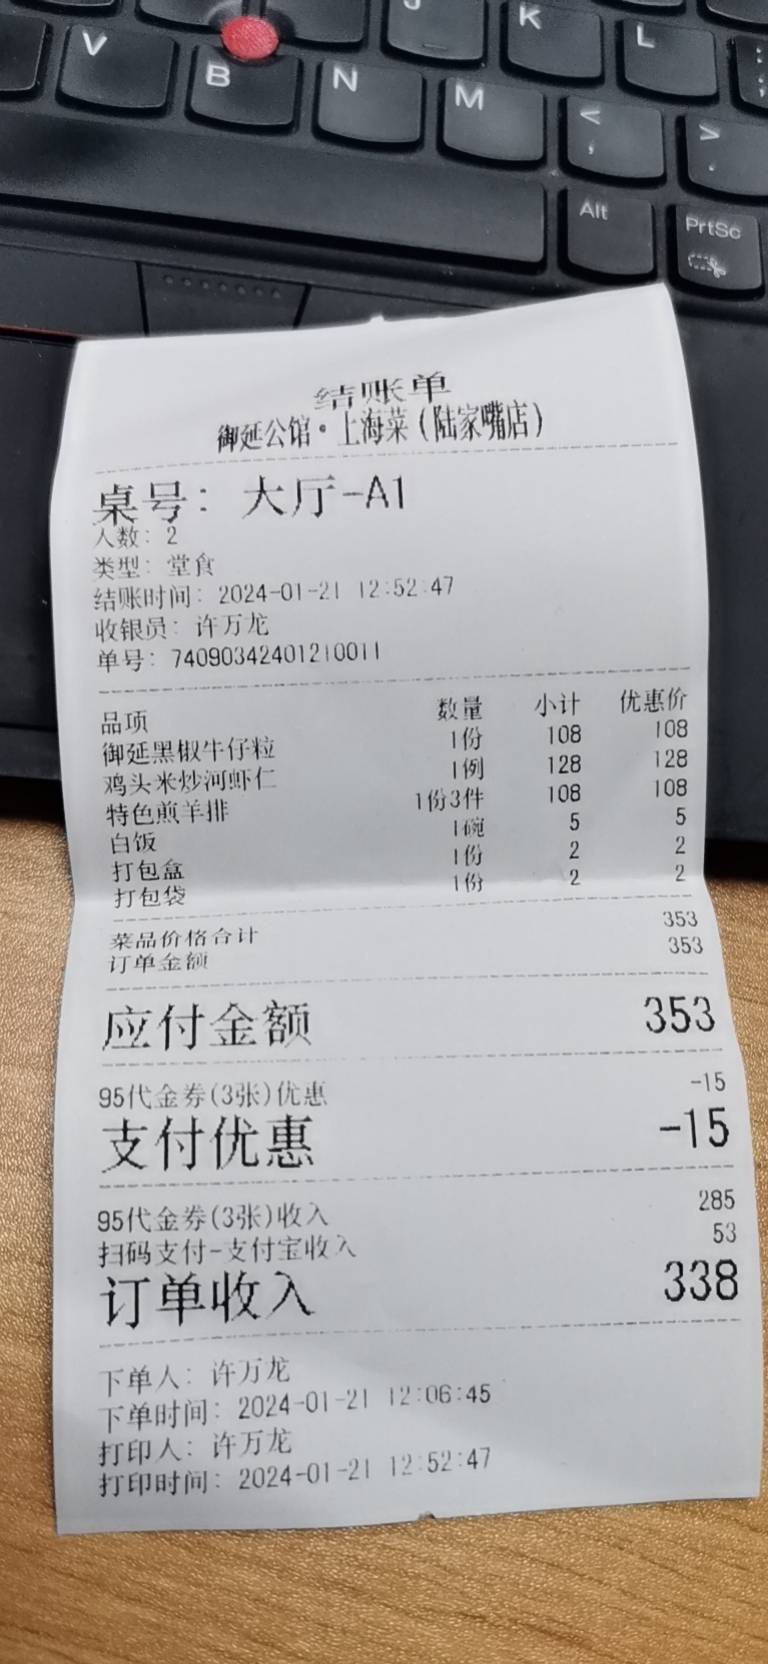 J K L
V B N M < ,
> .
Alt PrtSc
结账单
御延公馆·上海菜(陆家嘴店)
桌号: 大厅-A1
人数: 2
类型: 堂食
结账时间: 2024-01-21 12:52:47
收银员: 许万龙
单号: 74090342401210011
品项 数量 小计 优惠价
御延黑椒牛仔粒 1份 108 108
鸡头米炒河虾仁 1例 128 128
特色煎羊排 1份3件 108 108
白饭 1碗 5 5
打包盒 1份 2 2
打包袋 1份 2 2
菜品价格合计 353
订单金额 353
应付金额 353
95代金券(3张)优惠 -15
支付优惠 -15
95代金券(3张)收入 285
扫码支付-支付宝收入 53
订单收入 338
下单人: 许万龙
下单时间: 2024-01-21 12:06:45
打印人: 许万龙
打印时间: 2024-01-21 12:52:47